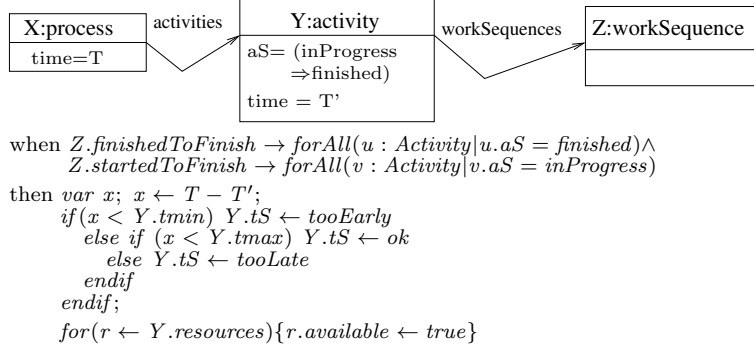 X:process
time=T
activities
Y:activity
aS= (inProgress
⇒finished)
time = T'
workSequences
Z:workSequence
when Z.finishedToFinish → forAll(u : Activity|u.aS = finished)∧
Z.startedToFinish → forAll(v : Activity|v.aS = inProgress)
then var x; x ← T − T′;
if(x < Y.tmin) Y.tS ← tooEarly
else if (x < Y.tmax) Y.tS ← ok
else Y.tS ← tooLate
endif
endif;
for(r ← Y.resources){r.available ← true}